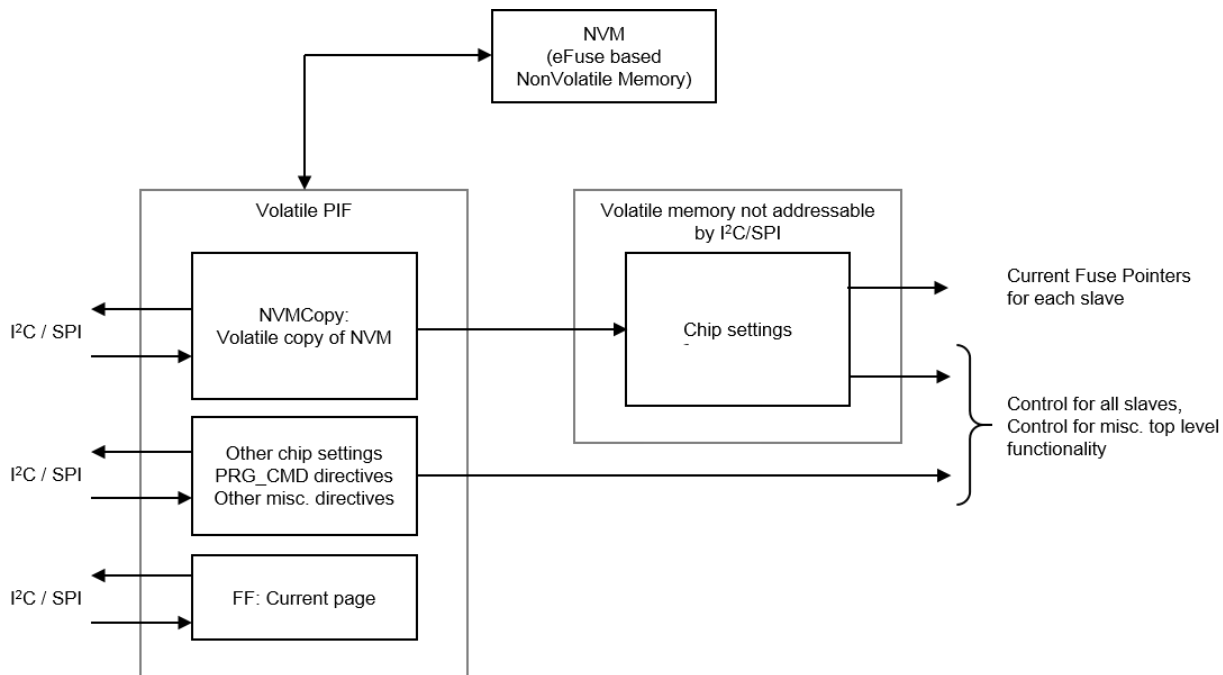 NVM
(eFuse based
NonVolatile Memory)
Volatile PIF
Volatile memory not addressable
by I²C/SPI
NVMCopy:
Volatile copy of NVM
I²C / SPI
Chip settings
Current Fuse Pointers
for each slave
Other chip settings
PRG_CMD directives
Other misc. directives
I²C / SPI
Control for all slaves,
Control for misc. top level
functionality
FF: Current page
I²C / SPI